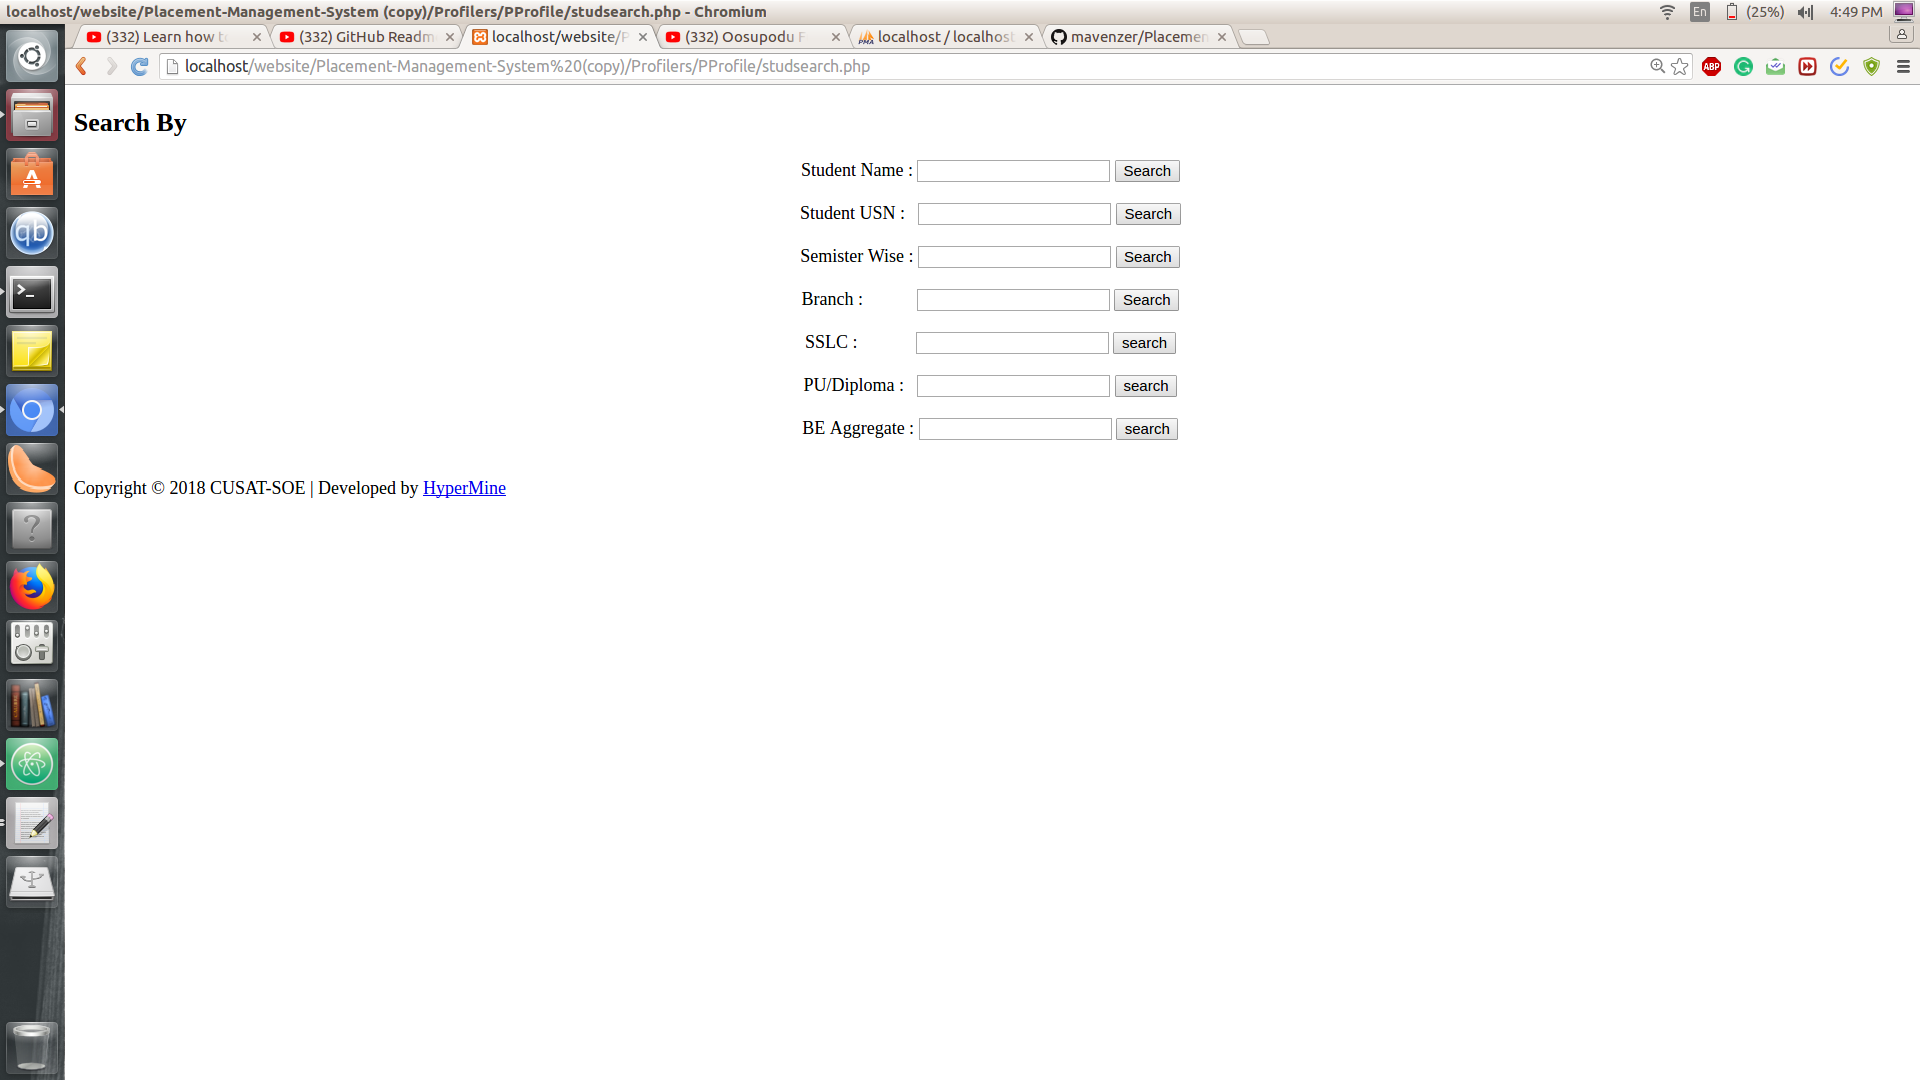 localhost/website/Placement-Management-System (copy)/Profilers/PProfile/studsearch.php - Chromium
En (25%) 4:49 PM
(332) Learn how to
(332) GitHub Readm
localhost/website/P
(332) Oosupodu F
localhost / localhost
mavenzer/Placemen
localhost/website/Placement-Management-System%20(copy)/Profilers/PProfile/studsearch.php
ABP
Search By
Student Name : Search
Student USN : Search
Semister Wise : Search
Branch : Search
SSLC : search
PU/Diploma : search
BE Aggregate : search
Copyright © 2018 CUSAT-SOE | Developed by HyperMine
qb
PMA